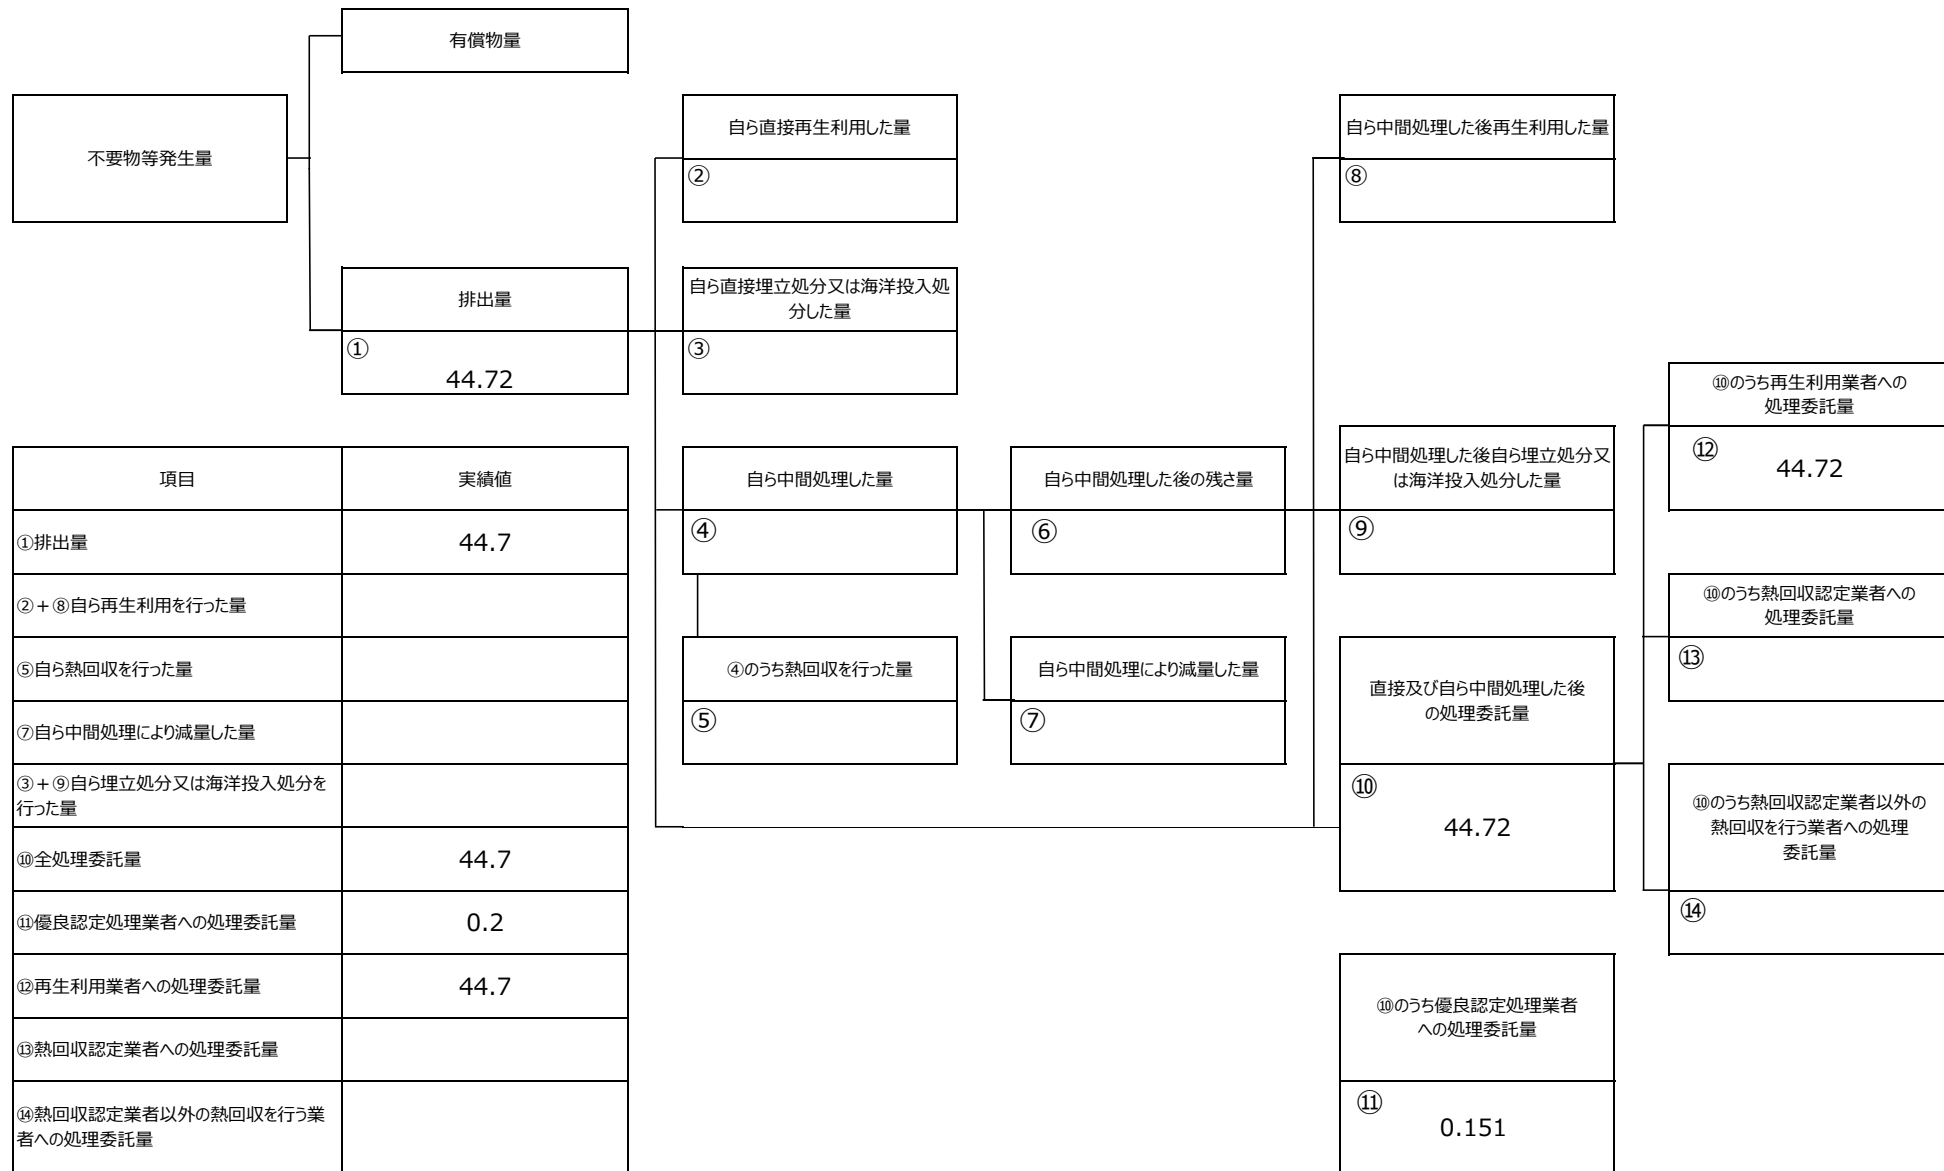 有償物量
不要物等発生量
自ら直接再生利用した量
②
自ら中間処理した後再生利用した量
⑧
排出量
①
44.72
自ら直接埋立処分又は海洋投入処
分した量
③
⑩のうち再生利用業者への
処理委託量
⑫
44.72
項目
実績値
①排出量
44.7
②+⑧自ら再生利用を行った量
⑤自ら熱回収を行った量
⑦自ら中間処理により減量した量
③+⑨自ら埋立処分又は海洋投入処分を
行った量
⑩全処理委託量
44.7
⑪優良認定処理業者への処理委託量
0.2
⑫再生利用業者への処理委託量
44.7
⑬熱回収認定業者への処理委託量
⑭熱回収認定業者以外の熱回収を行う業
者への処理委託量
自ら中間処理した量
④
自ら中間処理した後の残さ量
⑥
自ら中間処理した後自ら埋立処分又
は海洋投入処分した量
⑨
④のうち熱回収を行った量
⑤
自ら中間処理により減量した量
⑦
直接及び自ら中間処理した後
の処理委託量
⑩
44.72
⑩のうち熱回収認定業者への
処理委託量
⑬
⑩のうち熱回収認定業者以外の
熱回収を行う業者への処理
委託量
⑭
⑩のうち優良認定処理業者
への処理委託量
⑪
0.151